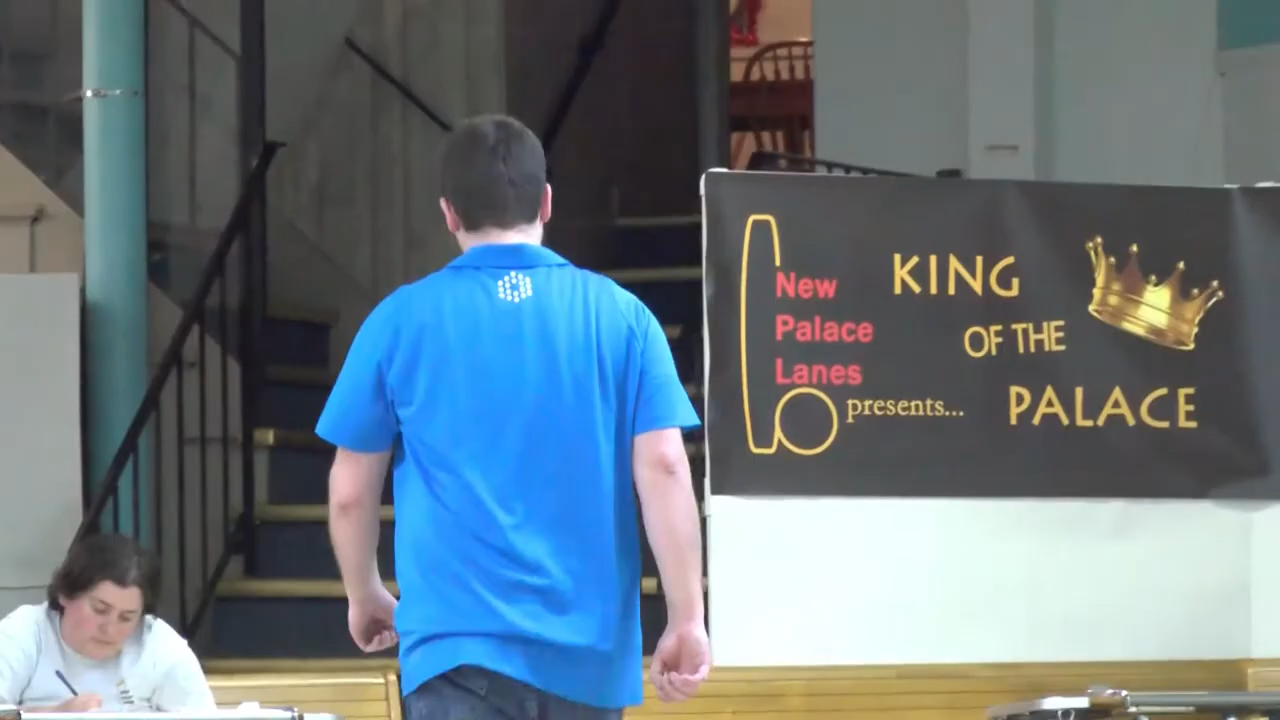 New
Palace
Lanes
presents...
KING
OF THE
PALACE